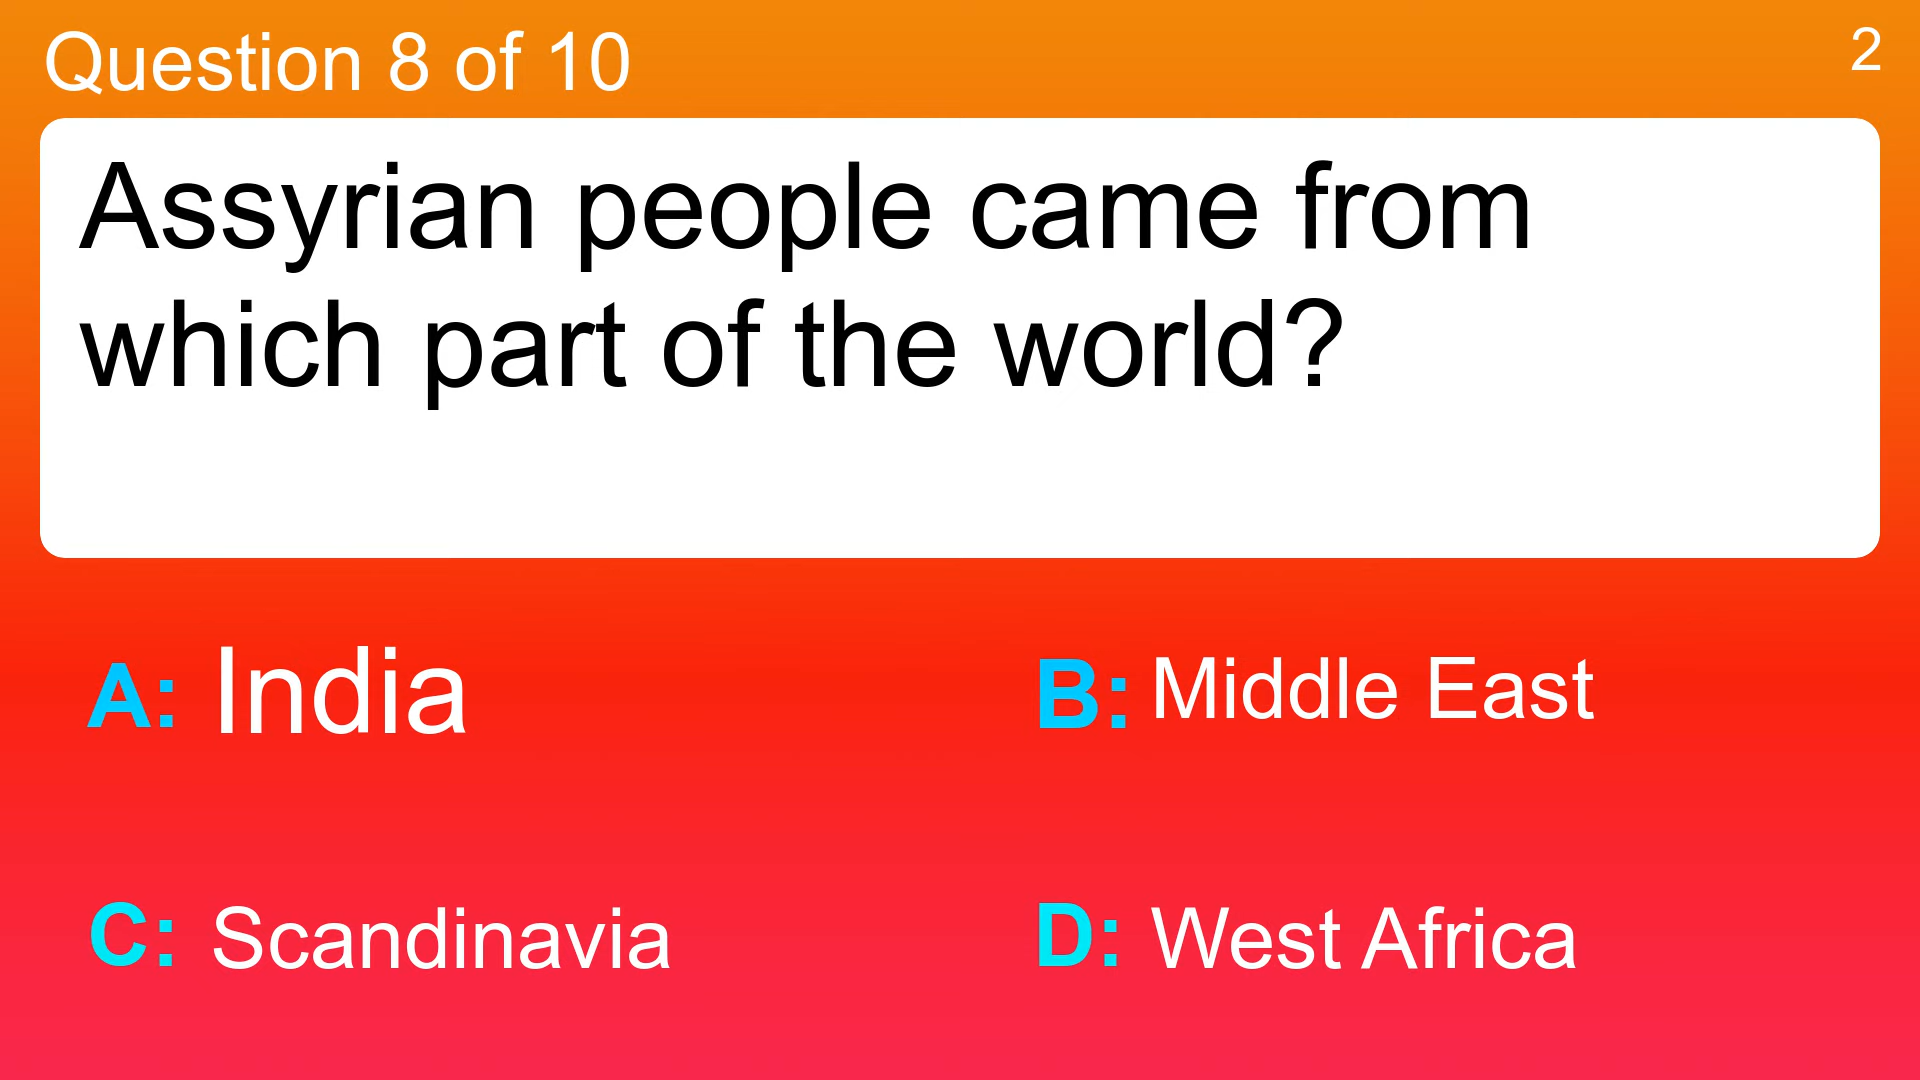 Question 8 of 10
2
Assyrian people came from
which part of the world?
A: India
B: Middle East
C: Scandinavia
D: West Africa